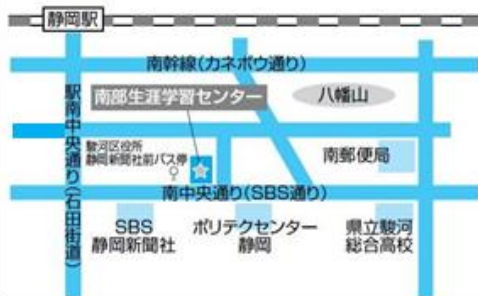 静岡駅
南幹線(カネボウ通り)
南部生涯学習センター
八幡山
駅南中央通り(石田街道)
駿河区役所
静岡新聞社前バス停
南郵便局
南中央通り(SBS通り)
SBS
静岡新聞社
ポリテクセンター
静岡
県立駿河
総合高校